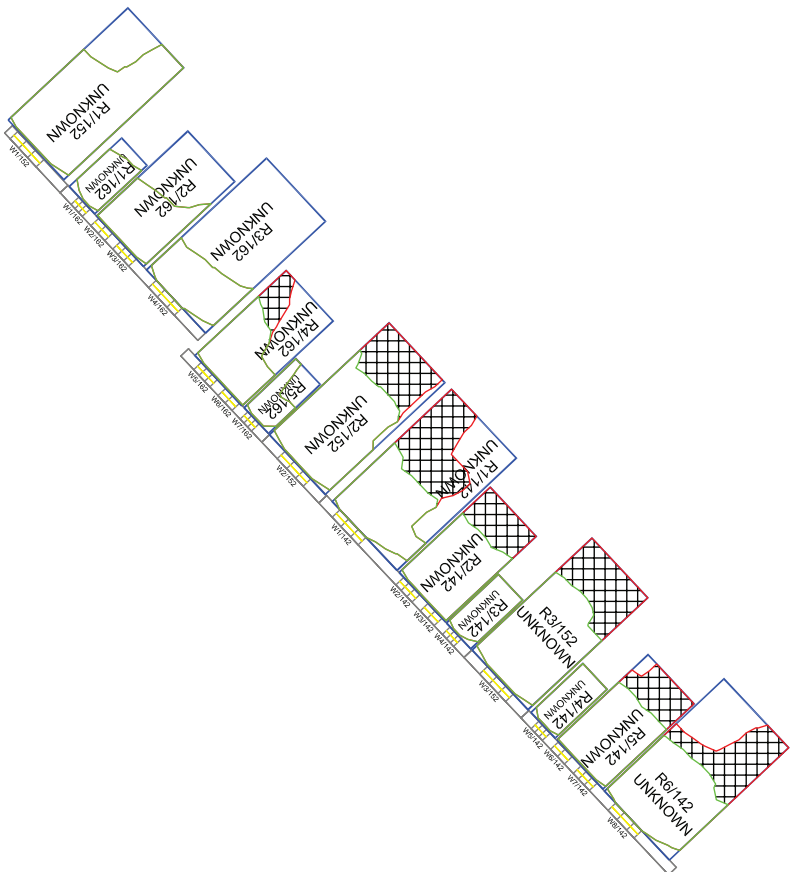 R1/152
UNKNOWN
W1/152
R1/162
UNKNOWN
W1/162
R2/162
UNKNOWN
W2/162
W3/162
R3/162
UNKNOWN
W4/162
R4/162
UNKNOWN
W5/162
W6/162
R5/162
UNKNOWN
W7/162
R2/152
UNKNOWN
W2/152
R1/142
UNKNOWN
W1/142
R2/142
UNKNOWN
W2/142
W3/142
R3/142
UNKNOWN
W4/142
R3/152
UNKNOWN
W3/152
R4/142
UNKNOWN
W5/142
R5/142
UNKNOWN
W6/142
W7/142
R6/142
UNKNOWN
W8/142